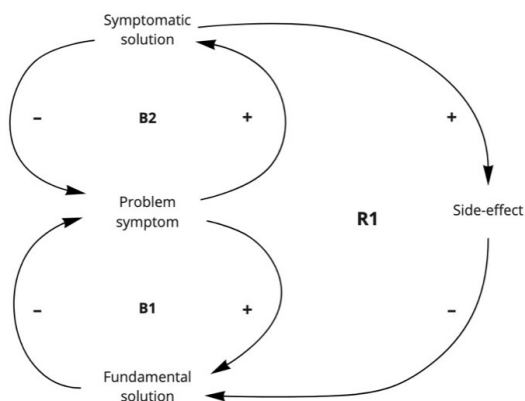 Symptomatic
solution
–
B2
+
+
Problem
symptom
R1
Side-effect
–
B1
+
–
Fundamental
solution